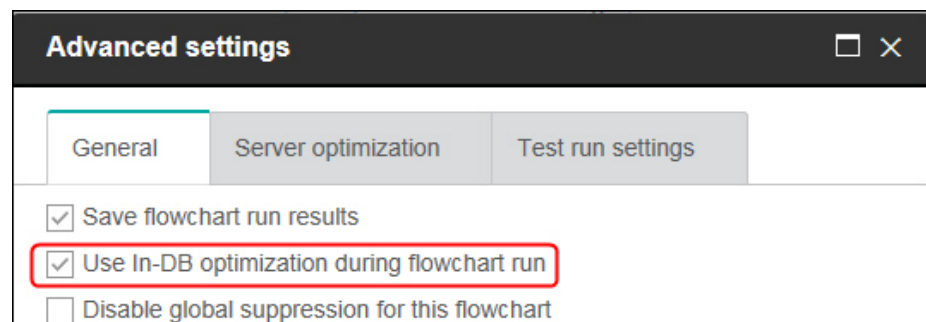 Advanced settings
General
Server optimization
Test run settings
Save flowchart run results
Use In-DB optimization during flowchart run
Disable global suppression for this flowchart